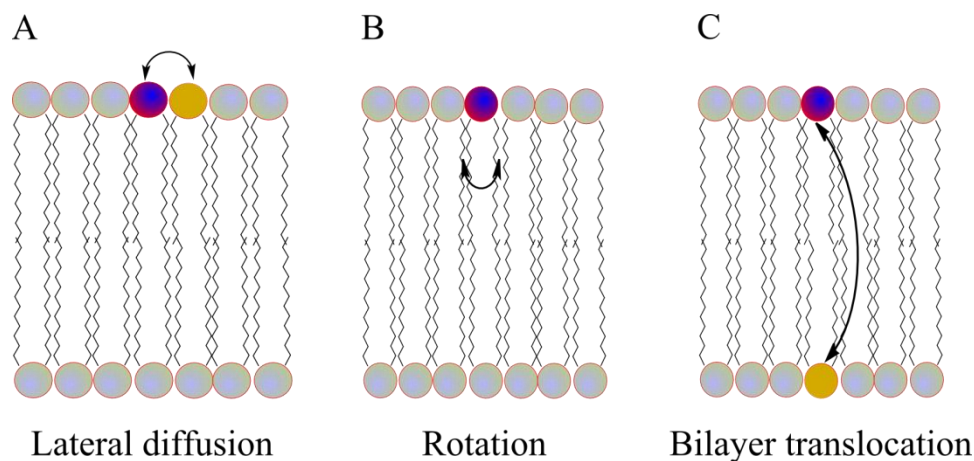 A
B
C
Lateral diffusion
Rotation
Bilayer translocation